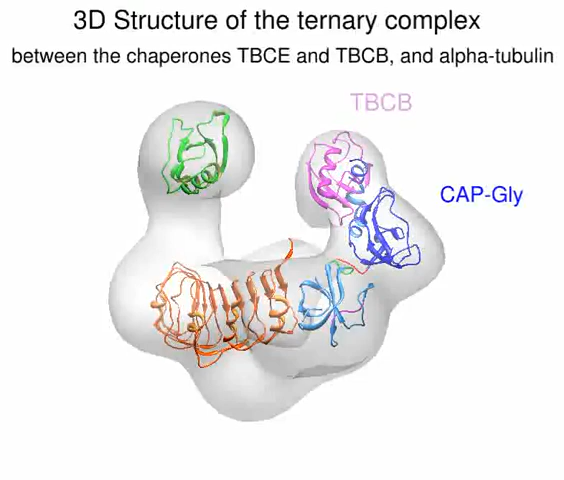 3D Structure of the ternary complex
between the chaperones TBCE and TBCB, and alpha-tubulin
TBCB
CAP-Gly